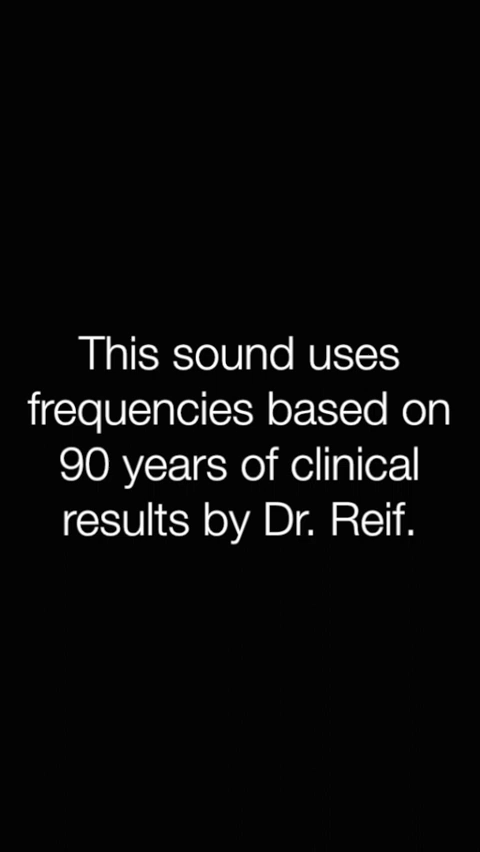 This sound uses
frequencies based on
90 years of clinical
results by Dr. Reif.